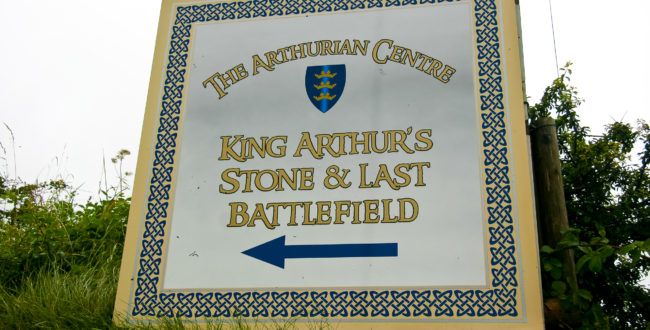 The Arthurian Centre
King Arthur's
Stone & Last
Battlefield